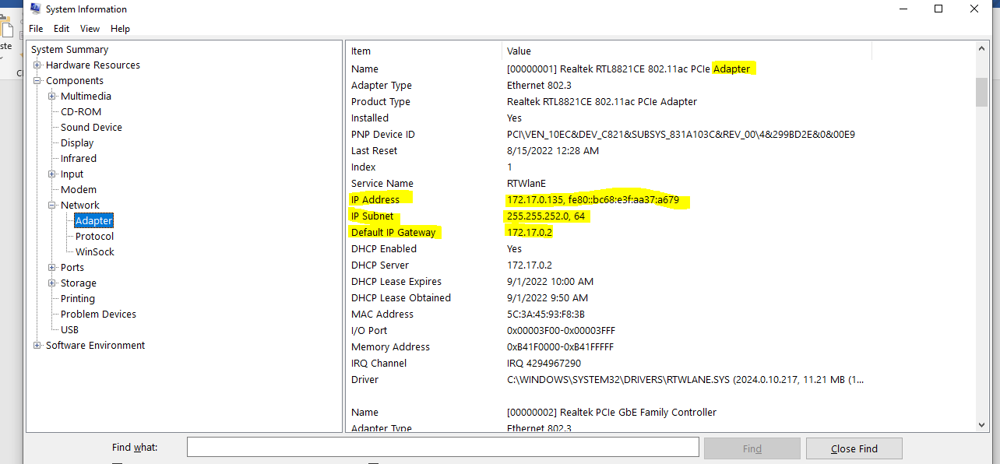 System Information
File Edit View Help
ste
System Summary
Hardware Resources
Components
Multimedia
CD-ROM
Sound Device
Display
Infrared
Input
Modem
Network
Adapter
Protocol
WinSock
Ports
Storage
Printing
Problem Devices
USB
Software Environment
Item Value
Name [00000001] Realtek RTL8821CE 802.11ac PCIe Adapter
Adapter Type Ethernet 802.3
Product Type Realtek RTL8821CE 802.11ac PCIe Adapter
Installed Yes
PNP Device ID PCI\VEN_10EC&DEV_C821&SUBSYS_831A103C&REV_00\4&299BD2E&0&00E9
Last Reset 8/15/2022 12:28 AM
Index 1
Service Name RTWlanE
IP Address 172.17.0.135, fe80::bc68:e3f:aa37:a679
IP Subnet 255.255.252.0, 64
Default IP Gateway 172.17.0.2
DHCP Enabled Yes
DHCP Server 172.17.0.2
DHCP Lease Expires 9/1/2022 10:00 AM
DHCP Lease Obtained 9/1/2022 9:50 AM
MAC Address 5C:3A:45:93:F8:3B
I/O Port 0x00003F00-0x00003FFF
Memory Address 0xB41F0000-0xB41FFFFF
IRQ Channel IRQ 4294967290
Driver C:\WINDOWS\SYSTEM32\DRIVERS\RTWLANE.SYS (2024.0.10.217, 11.21 MB (1...
Name [00000002] Realtek PCIe GbE Family Controller
Adapter Type Ethernet 802.3
Find what: Find Close Find